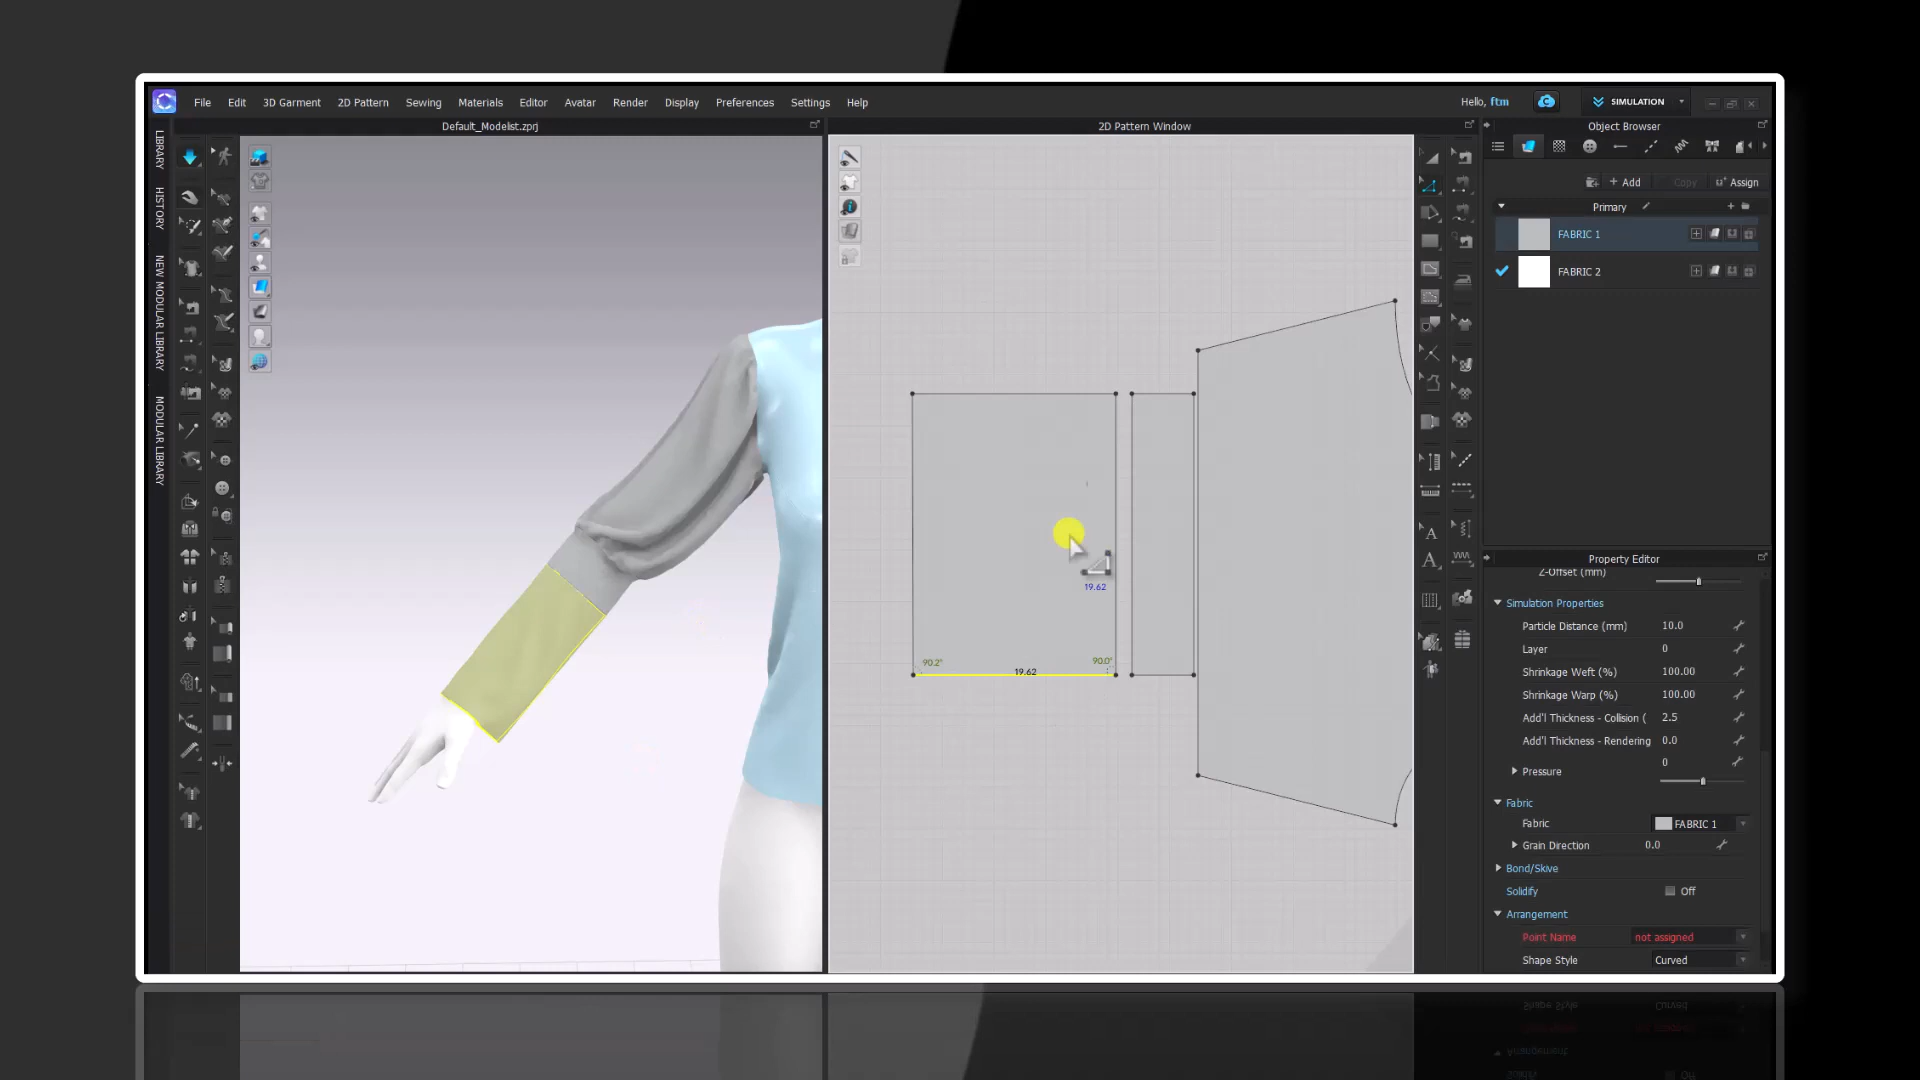 File Edit 3D Garment 2D Pattern Sewing Materials Editor Avatar Render Display Preferences Settings Help
Hello, ftm
SIMULATION
Default_Modelist.zprj
2D Pattern Window
Object Browser
LIBRARY
HISTORY
NEW MODULAR LIBRARY
MODULAR LIBRARY
+ Add Copy Assign
Primary
FABRIC 1
FABRIC 2
19.62
90.2°
19.62
90.0°
Property Editor
Z-Offset (mm)
Simulation Properties
Particle Distance (mm) 10.0
Layer 0
Shrinkage Weft (%) 100.00
Shrinkage Warp (%) 100.00
Add'l Thickness - Collision ( 2.5
Add'l Thickness - Rendering 0.0
Pressure 0
Fabric
Fabric FABRIC 1
Grain Direction 0.0
Bond/Skive
Solidify Off
Arrangement
Point Name not assigned
Shape Style Curved